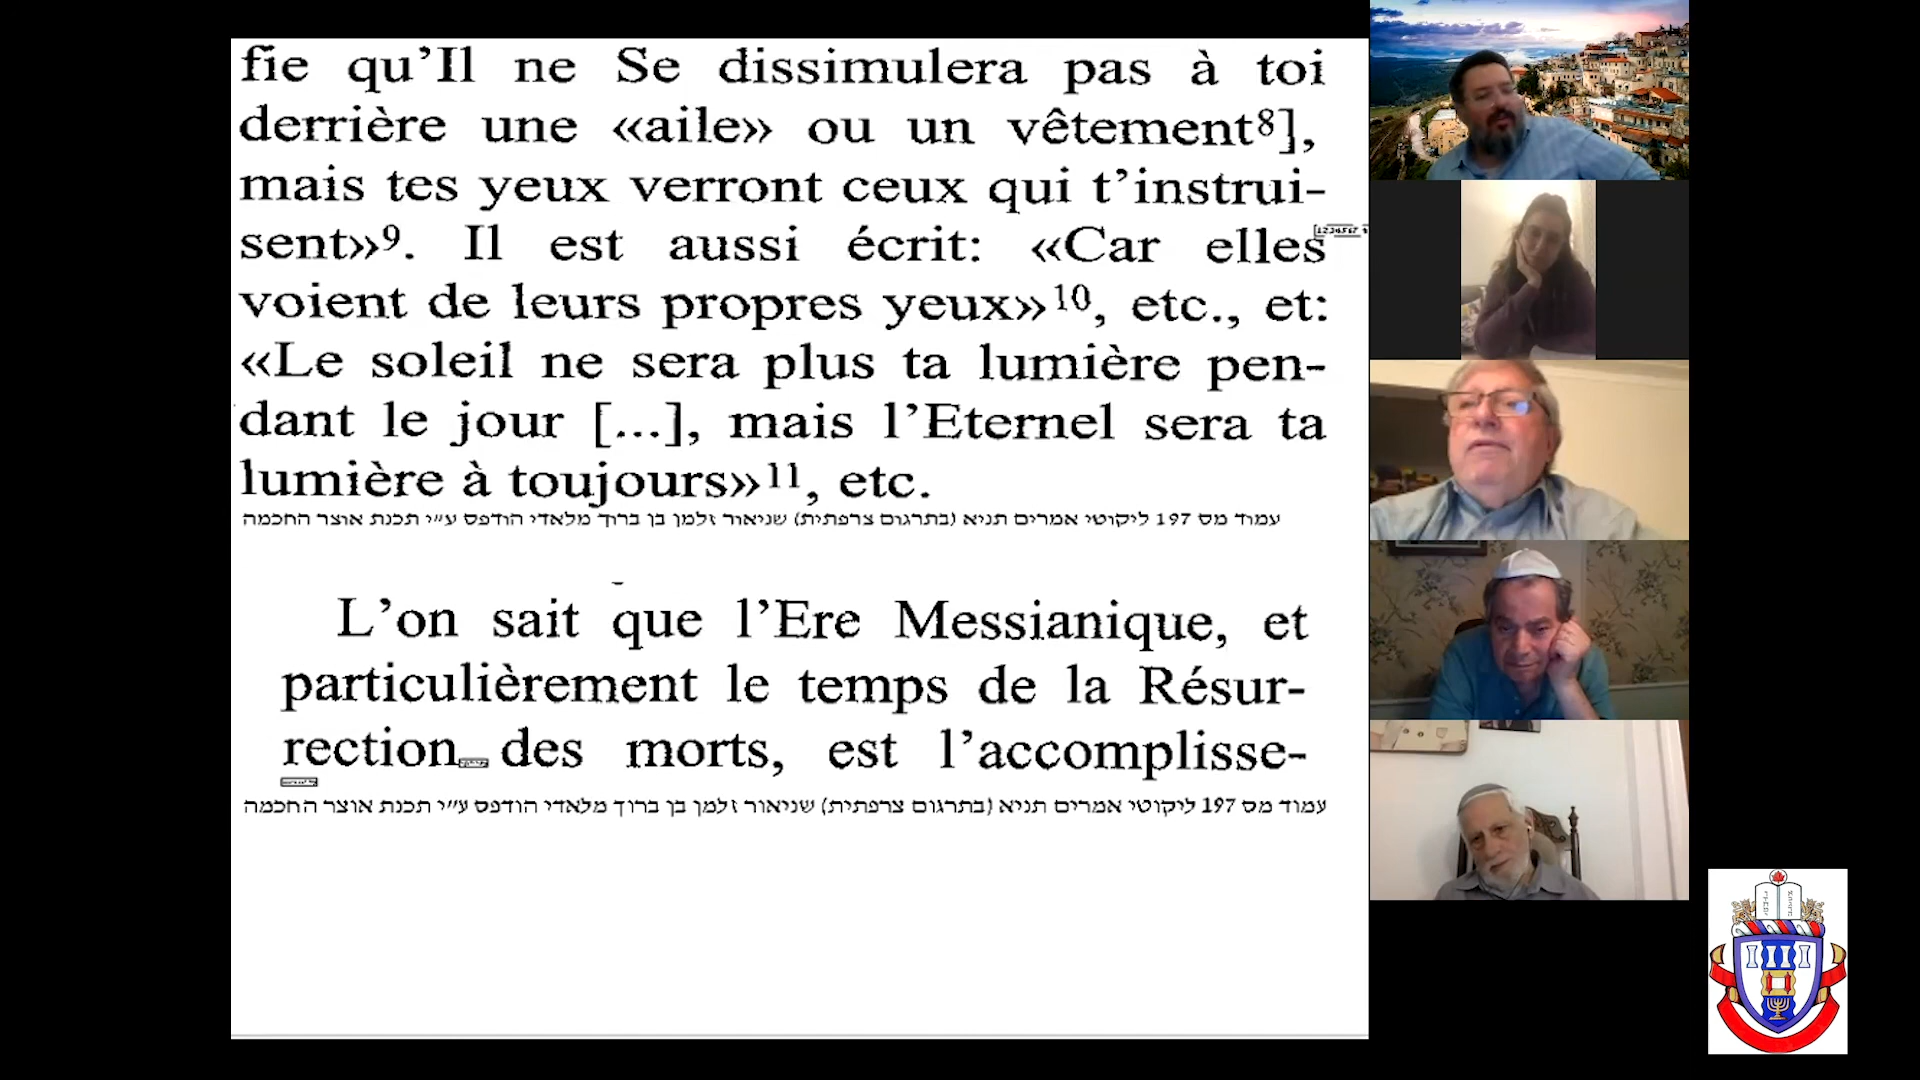 fie qu’Il ne Se dissimulera pas à toi
derrière une «aile» ou un vêtement8],
mais tes yeux verront ceux qui t’instrui-
sent»9. Il est aussi écrit: «Car elles
voient de leurs propres yeux»10, etc., et:
«Le soleil ne sera plus ta lumière pen-
dant le jour [...], mais l’Eternel sera ta
lumière à toujours»11, etc.
עמוד מס 197 ליקוטי אמרים תניא (בתרגום צרפתית) שניאור זלמן בן ברוך מלאדי הודפס ע״י תכנת אוצר החכמה
L’on sait que l’Ere Messianique, et
particulièrement le temps de la Résur-
rection des morts, est l’accomplisse-
עמוד מס 197 ליקוטי אמרים תניא (בתרגום צרפתית) שניאור זלמן בן ברוך מלאדי הודפס ע״י תכנת אוצר החכמה